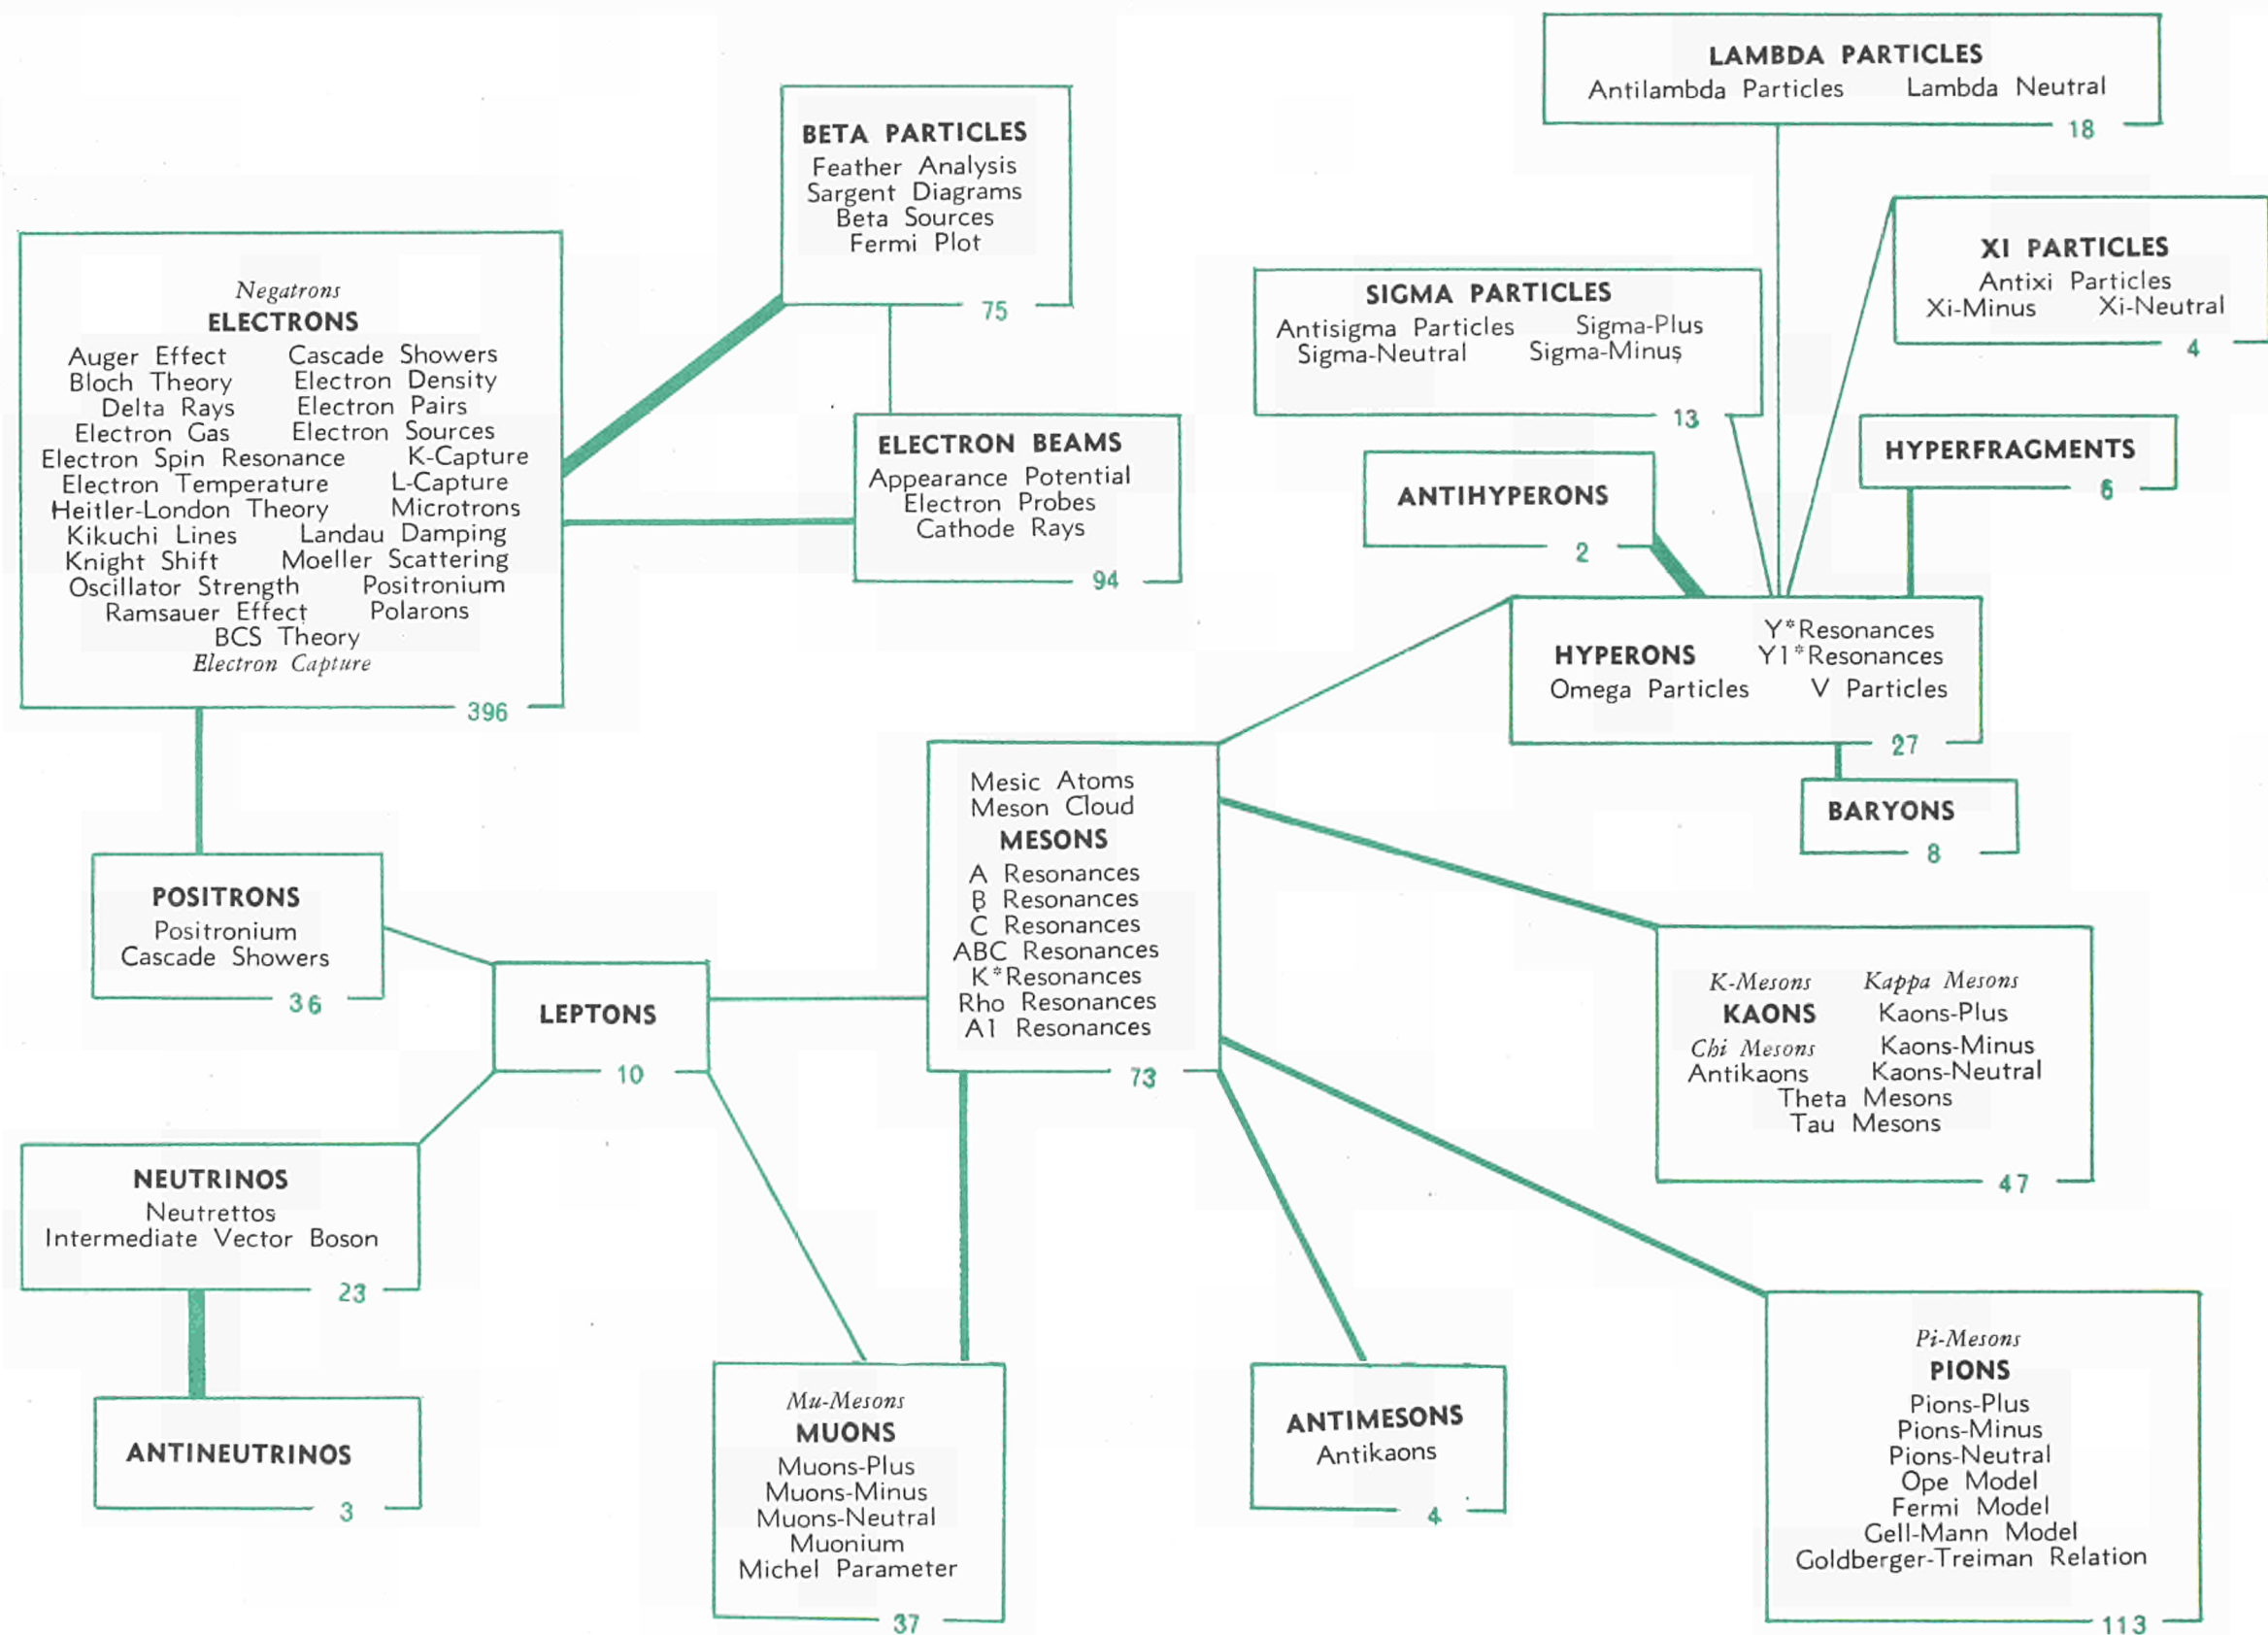 LAMBDA PARTICLES
Antilambda Particles Lambda Neutral
18
BETA PARTICLES
Feather Analysis
Sargent Diagrams
Beta Sources
Fermi Plot
75
XI PARTICLES
Antixi Particles
Xi-Minus Xi-Neutral
4
SIGMA PARTICLES
Antisigma Particles Sigma-Plus
Sigma-Neutral Sigma-Minus
13
Negatrons
ELECTRONS
Auger Effect Cascade Showers
Bloch Theory Electron Density
Delta Rays Electron Pairs
Electron Gas Electron Sources
Electron Spin Resonance K-Capture
Electron Temperature L-Capture
Heitler-London Theory Microtrons
Kikuchi Lines Landau Damping
Knight Shift Moeller Scattering
Oscillator Strength Positronium
Ramsauer Effect Polarons
BCS Theory
Electron Capture
396
ELECTRON BEAMS
Appearance Potential
Electron Probes
Cathode Rays
94
HYPERFRAGMENTS
6
ANTIHYPERONS
2
Y*Resonances
HYPERONS Y1*Resonances
Omega Particles V Particles
27
BARYONS
8
Mesic Atoms
Meson Cloud
MESONS
A Resonances
B Resonances
C Resonances
ABC Resonances
K*Resonances
Rho Resonances
A1 Resonances
73
POSITRONS
Positronium
Cascade Showers
36
LEPTONS
10
K-Mesons Kappa Mesons
KAONS Kaons-Plus
Chi Mesons Kaons-Minus
Antikaons Kaons-Neutral
Theta Mesons
Tau Mesons
47
NEUTRINOS
Neutrettos
Intermediate Vector Boson
23
ANTINEUTRINOS
3
Mu-Mesons
MUONS
Muons-Plus
Muons-Minus
Muons-Neutral
Muonium
Michel Parameter
37
ANTIMESONS
Antikaons
4
Pi-Mesons
PIONS
Pions-Plus
Pions-Minus
Pions-Neutral
Ope Model
Fermi Model
Gell-Mann Model
Goldberger-Treiman Relation
113